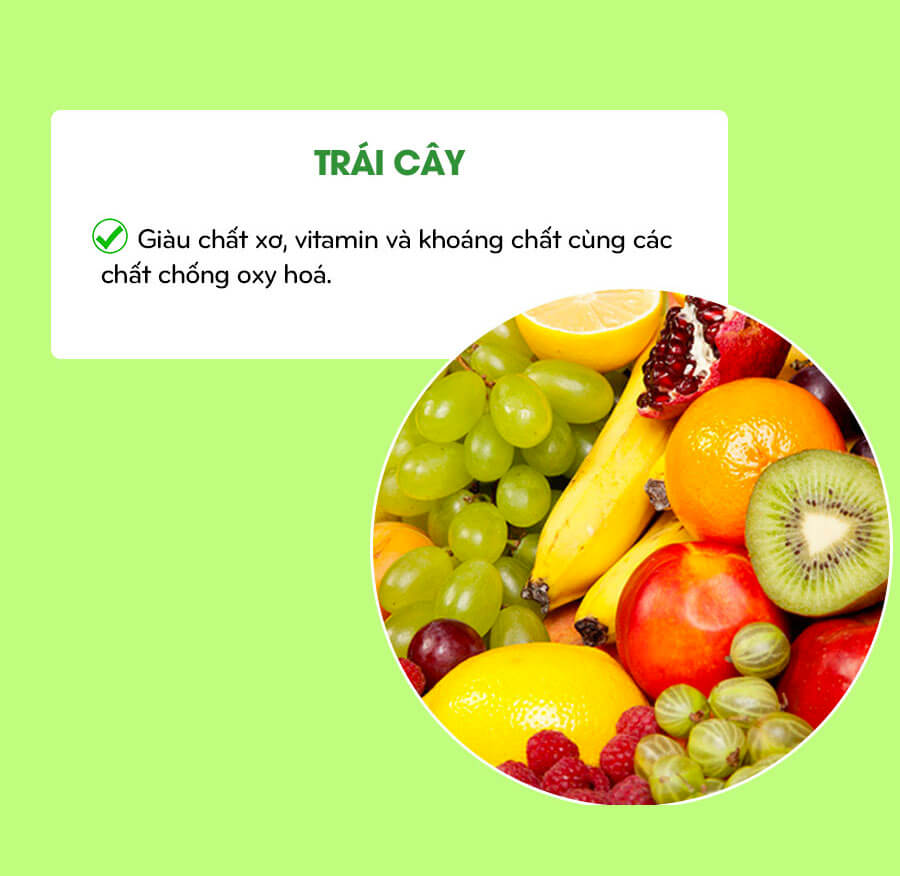 TRÁI CÂY
Giàu chất xơ, vitamin và khoáng chất cùng các
chất chống oxy hoá.